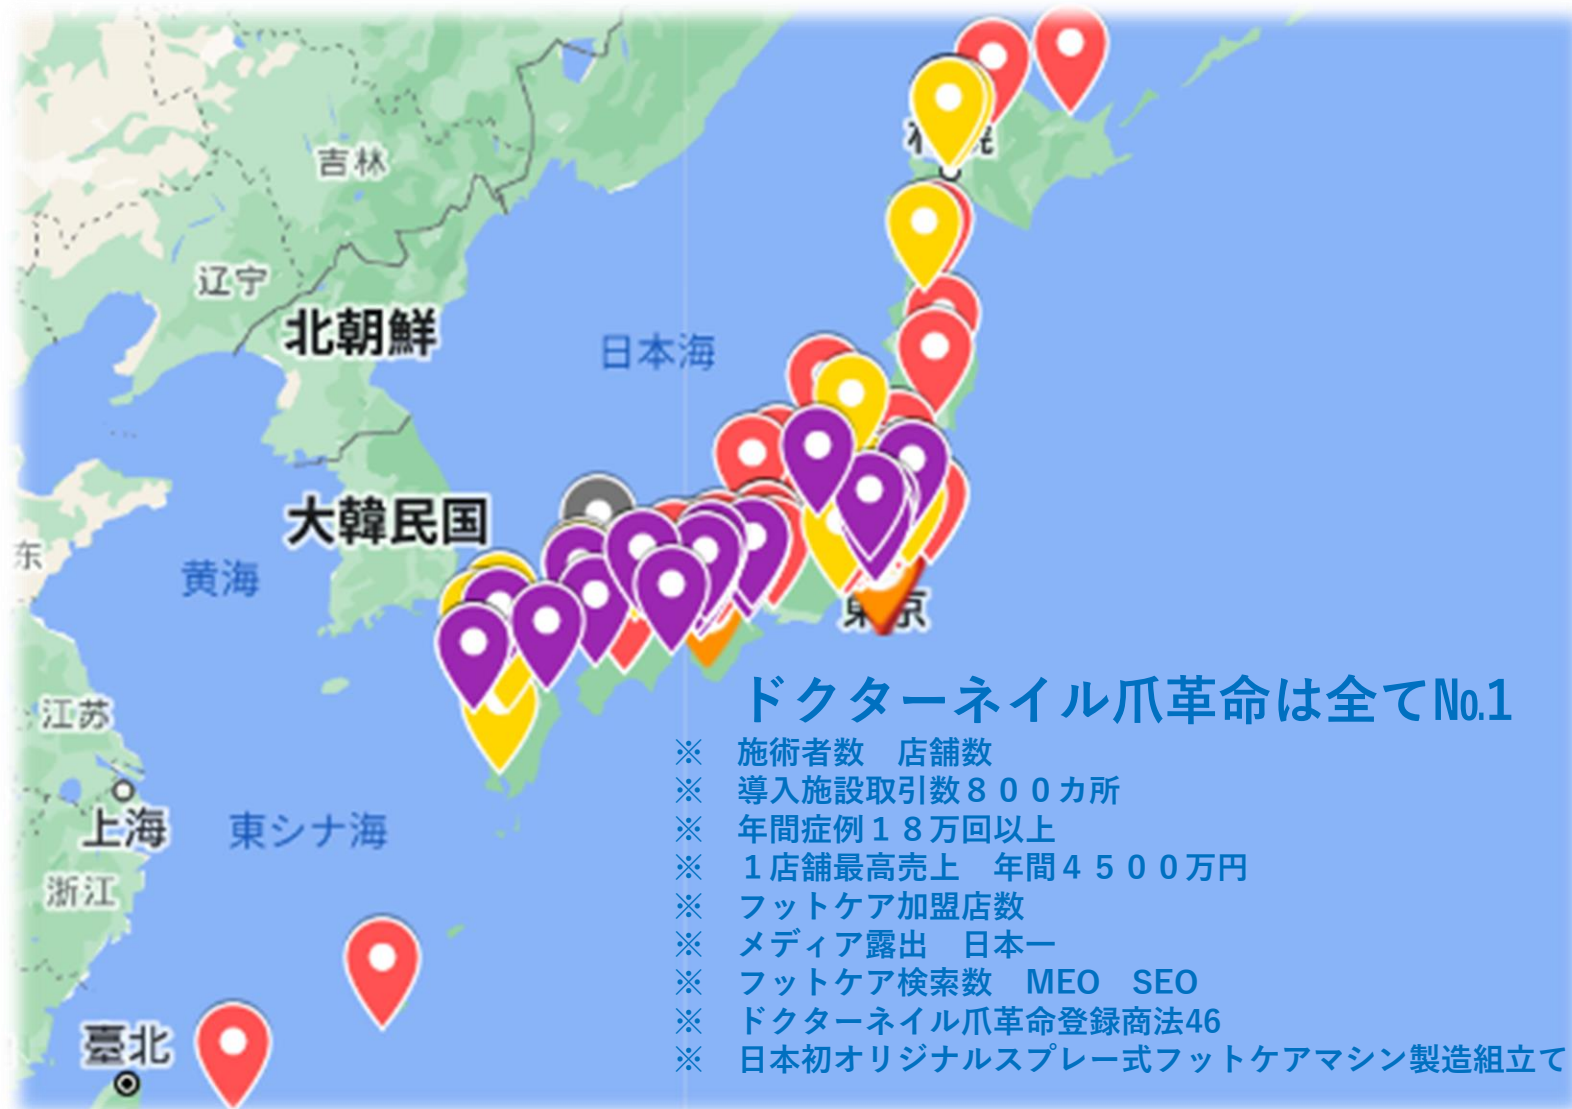 吉林
辽宁
北朝鮮
日本海
大韓民国
东
黄海
東京
江苏
上海
東シナ海
浙江
臺北
ドクターネイル爪革命は全て№1
※　施術者数　店舗数
※　導入施設取引数８００カ所
※　年間症例１８万回以上
※　１店舗最高売上　年間４５００万円
※　フットケア加盟店数
※　メディア露出　日本一
※　フットケア検索数　MEO　SEO
※　ドクターネイル爪革命登録商法46
※　日本初オリジナルスプレー式フットケアマシン製造組立て